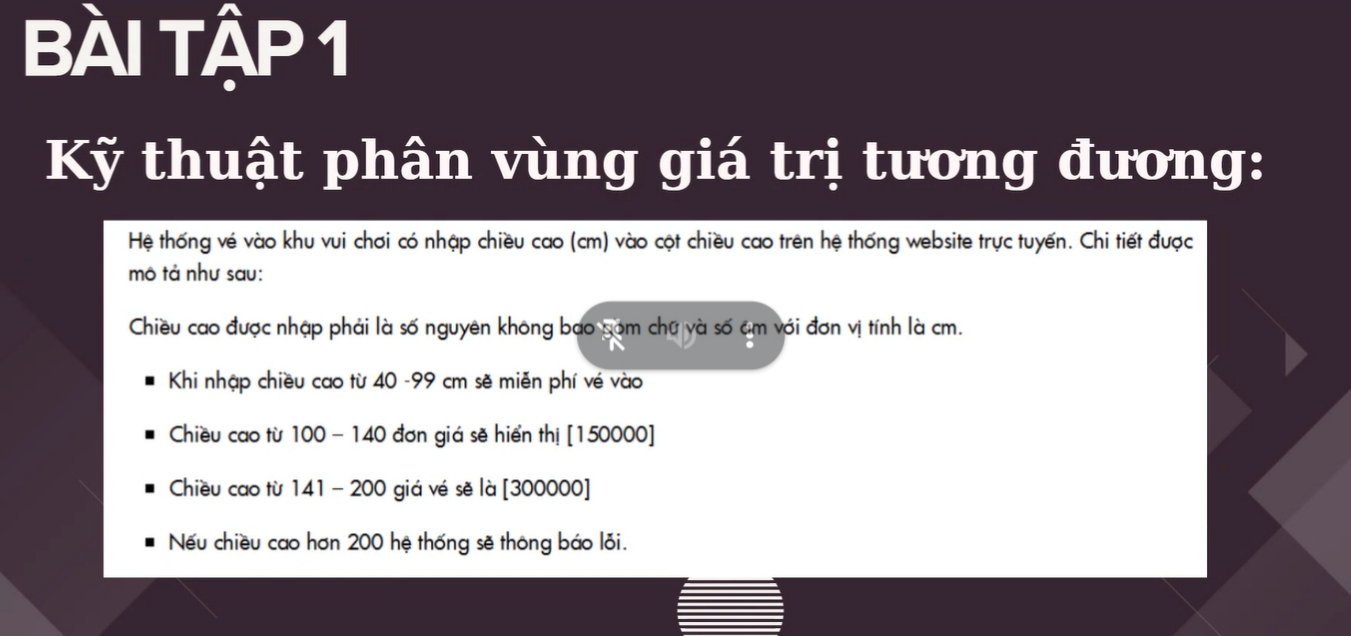 BÀI TẬP 1
Kỹ thuật phân vùng giá trị tương đương:
Hệ thống vé vào khu vui chơi có nhập chiều cao (cm) vào cột chiều cao trên hệ thống website trực tuyến. Chi tiết được
mô tả như sau:
Chiều cao được nhập phải là số nguyên không bao gồm chữ và số âm với đơn vị tính là cm.
▪ Khi nhập chiều cao từ 40 -99 cm sẽ miễn phí vé vào
▪ Chiều cao từ 100 – 140 đơn giá sẽ hiển thị [150000]
▪ Chiều cao từ 141 – 200 giá vé sẽ là [300000]
▪ Nếu chiều cao hơn 200 hệ thống sẽ thông báo lỗi.